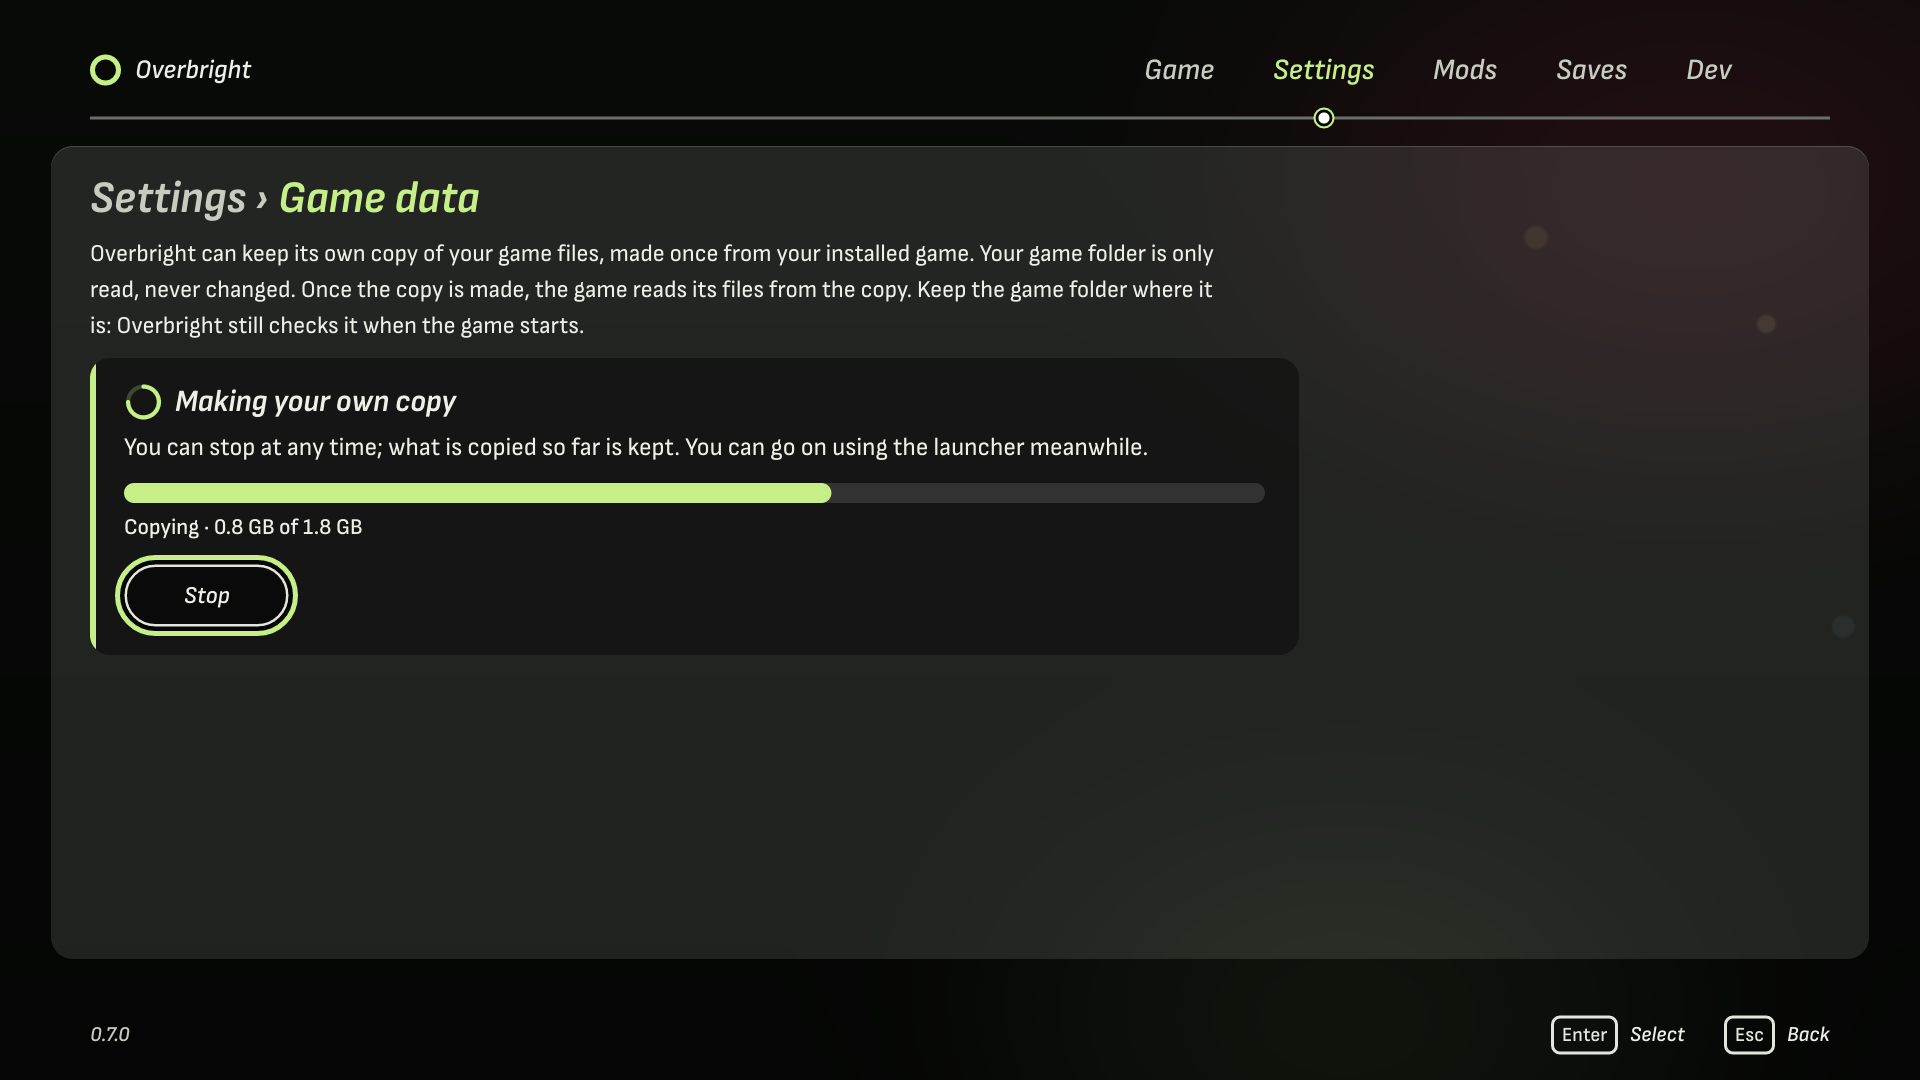 Overbright
Game
Settings
Mods
Saves
Dev
Settings › Game data
Overbright can keep its own copy of your game files, made once from your installed game. Your game folder is only
read, never changed. Once the copy is made, the game reads its files from the copy. Keep the game folder where it
is: Overbright still checks it when the game starts.
Making your own copy
You can stop at any time; what is copied so far is kept. You can go on using the launcher meanwhile.
Copying · 0.8 GB of 1.8 GB
Stop
0.7.0
Enter Select
Esc Back